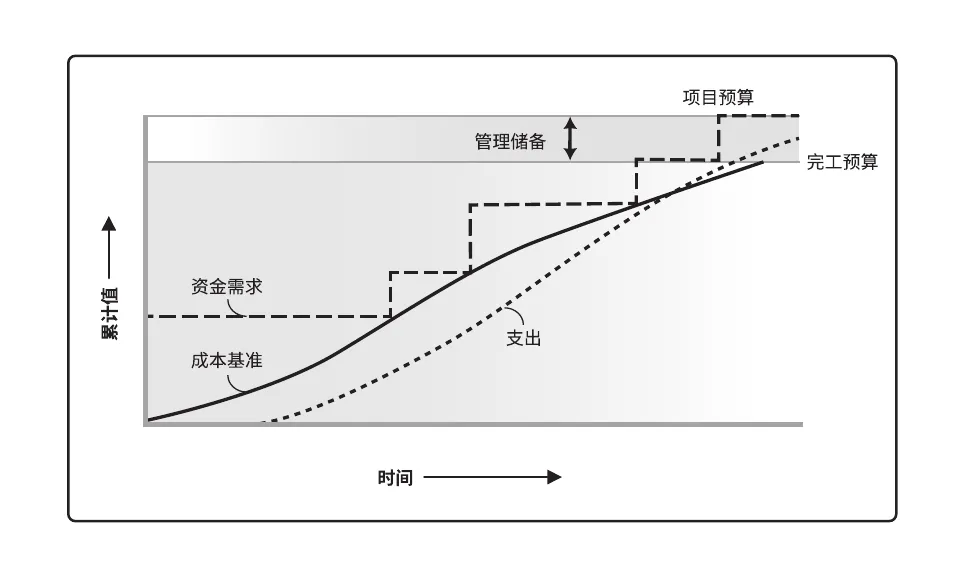 项目预算
管理储备
完工预算
资金需求
累计值
支出
成本基准
时间